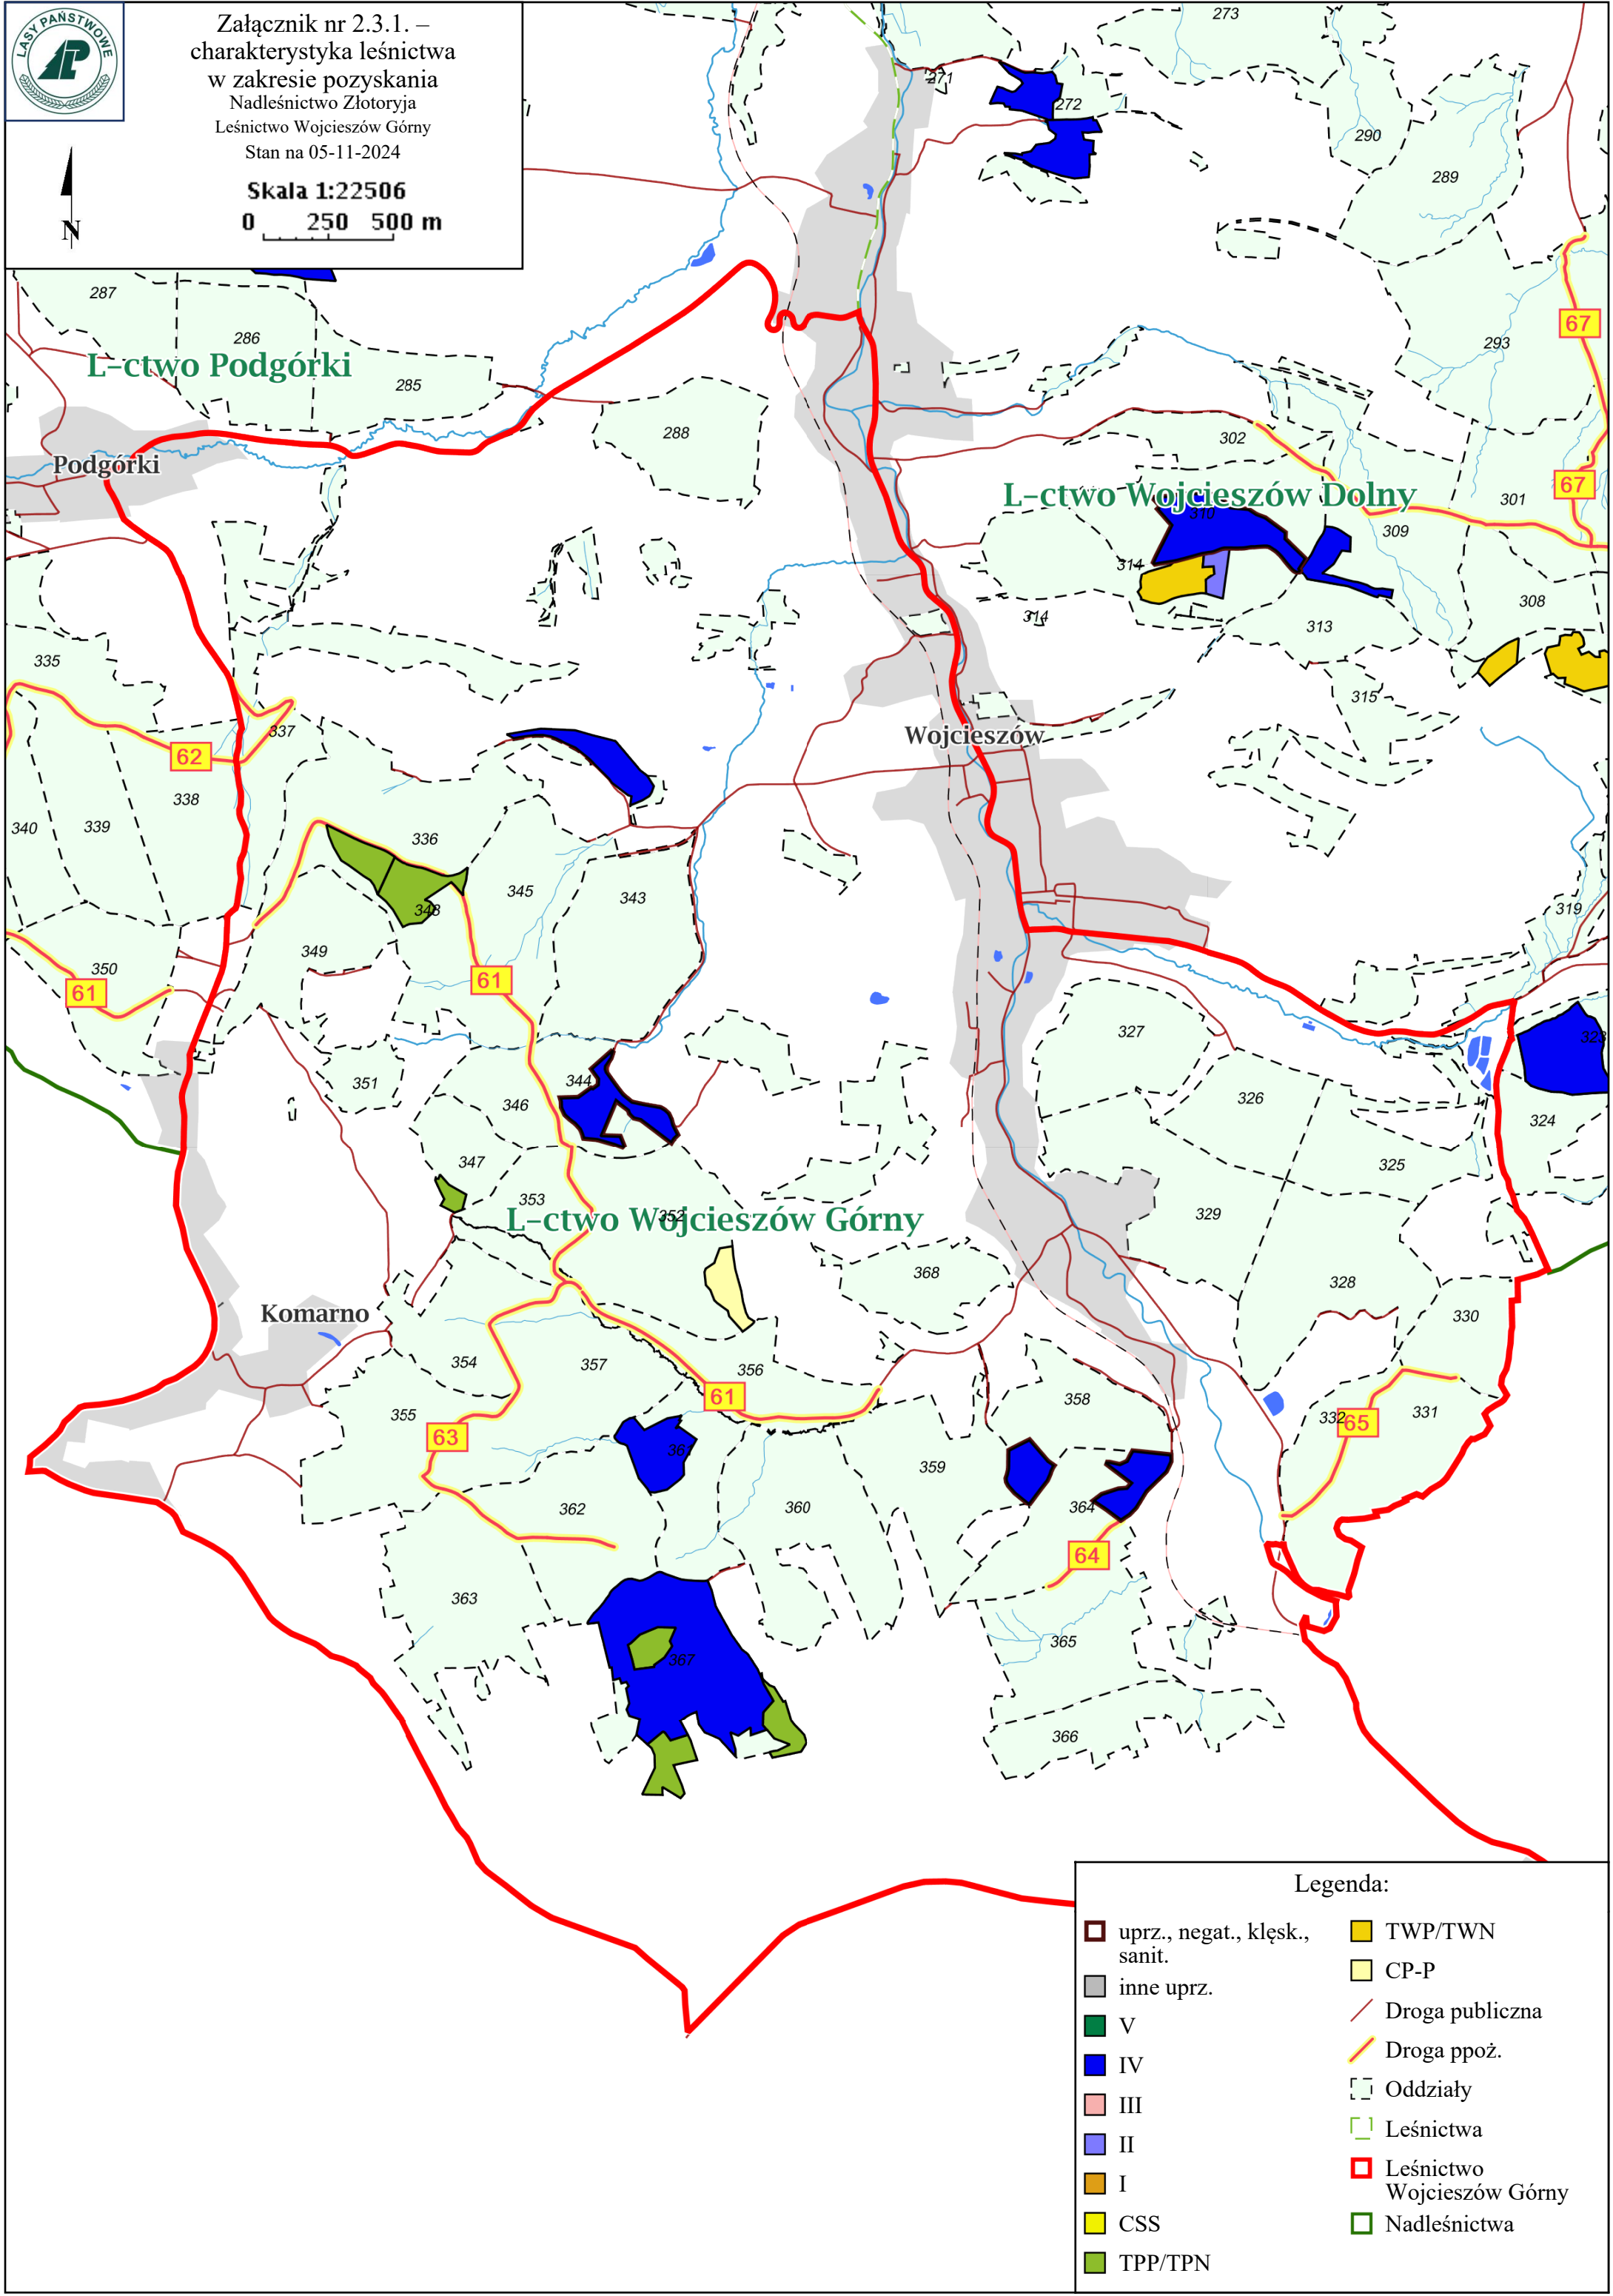 LASY PAŃSTWOWE
Załącznik nr 2.3.1. –
charakterystyka leśnictwa
w zakresie pozyskania
Nadleśnictwo Złotoryja
Leśnictwo Wojcieszów Górny
Stan na 05-11-2024
N
Skala 1:22506
0 250 500 m
273
271
272
290
289
287
286
L-ctwo Podgórki
285
288
67
293
302
L-ctwo Wojcieszów Dolny
67
301
310
309
Podgórki
314
314
308
313
335
315
337
62
Wojcieszów
338
340
339
336
345
343
348
319
349
350
61
61
327
323
351
344
346
326
324
347
325
353
352
L-ctwo Wojcieszów Górny
329
368
328
Komarno
330
354
357
356
61
358
355
63
332
65
331
361
359
362
360
364
64
363
365
367
366
Legenda:
uprz., negat., klęsk.,
sanit.
inne uprz.
V
IV
III
II
I
CSS
TPP/TPN
TWP/TWN
CP-P
Droga publiczna
Droga ppoż.
Oddziały
Leśnictwa
Leśnictwo
Wojcieszów Górny
Nadleśnictwa